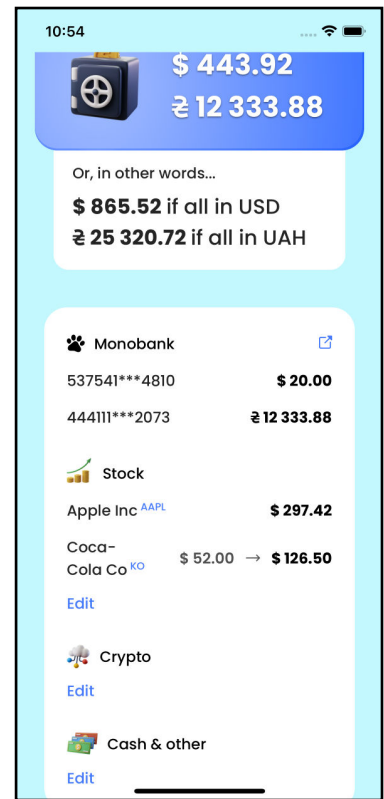 10:54
$ 443.92
₴ 12 333.88
Or, in other words...
$ 865.52 if all in USD
₴ 25 320.72 if all in UAH
Monobank
537541***4810 $ 20.00
444111***2073 ₴ 12 333.88
Stock
Apple Inc AAPL $ 297.42
Coca-
Cola Co KO $ 52.00 → $ 126.50
Edit
Crypto
Edit
Cash & other
Edit